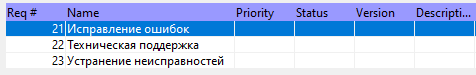 Req # Name Priority Status Version Descripti...
21 Исправление ошибок
22 Техническая поддержка
23 Устранение неисправностей